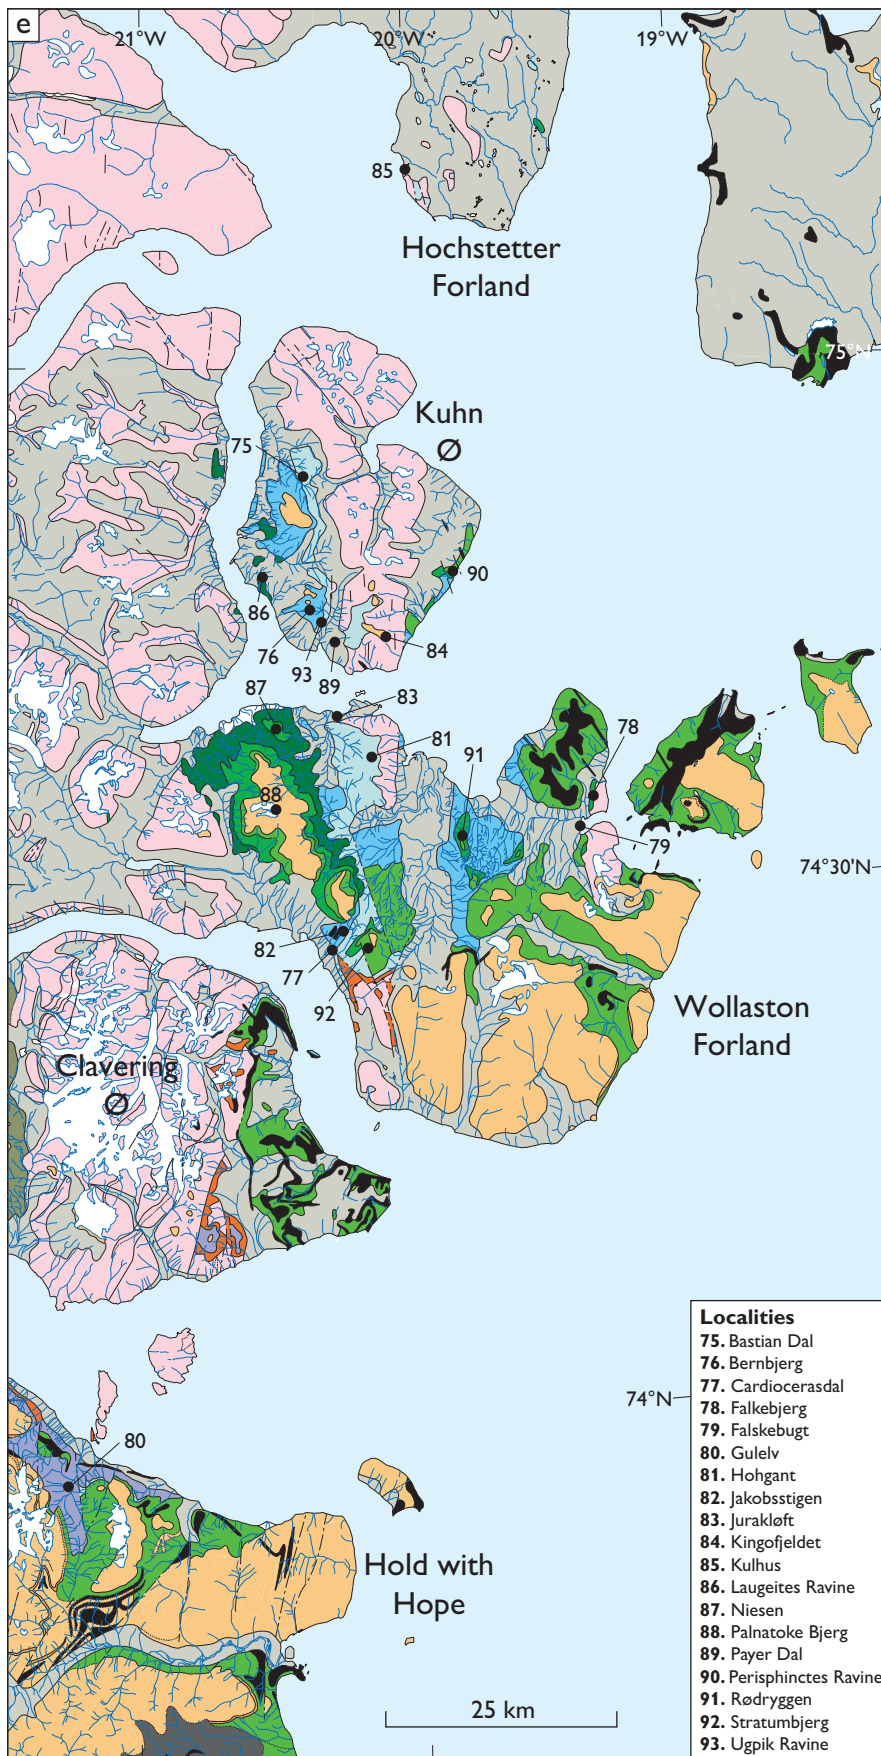 e
21°W
20°W
19°W
85
Hochstetter
Forland
75°N
Kuhn
Ø
75
90
86
76
93
89
84
87
83
81
91
78
88
79
74°30'N
82
77
92
Wollaston
Forland
Clavering
Ø
74°N
80
Hold with
Hope
25 km
Localities
75. Bastian Dal
76. Bernbjerg
77. Cardiocerasdal
78. Falkebjerg
79. Falskebugt
80. Gulelv
81. Hohgant
82. Jakobsstigen
83. Jurakløft
84. Kingofjeldet
85. Kulhus
86. Laugeites Ravine
87. Niesen
88. Palnatoke Bjerg
89. Payer Dal
90. Perisphinctes Ravine
91. Rødryggen
92. Stratumbjerg
93. Ugpik Ravine